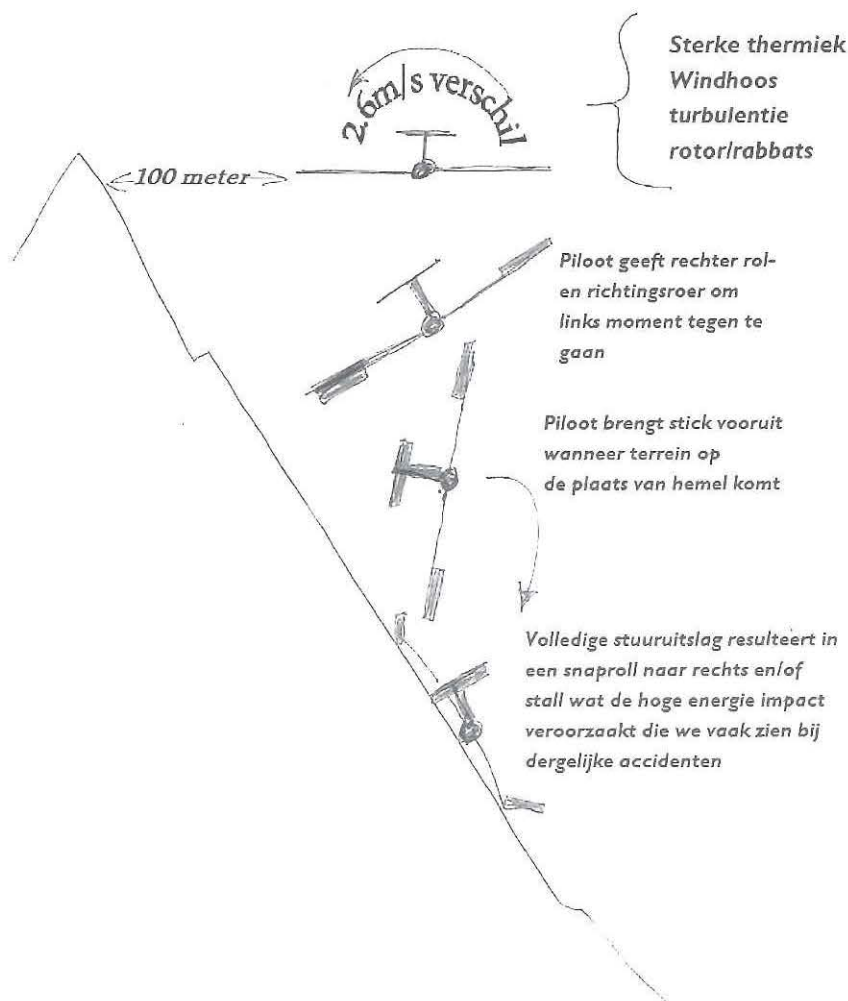 2.6m/s verschil
Sterke thermiek
Windhoos
turbulentie
rotor/rabbats
100 meter
Piloot geeft rechter rol-
en richtingsroer om
links moment tegen te
gaan
Piloot brengt stick vooruit
wanneer terrein op
de plaats van hemel komt
Volledige stuuruitslag resulteert in
een snaproll naar rechts en/of
stall wat de hoge energie impact
veroorzaakt die we vaak zien bij
dergelijke accidenten